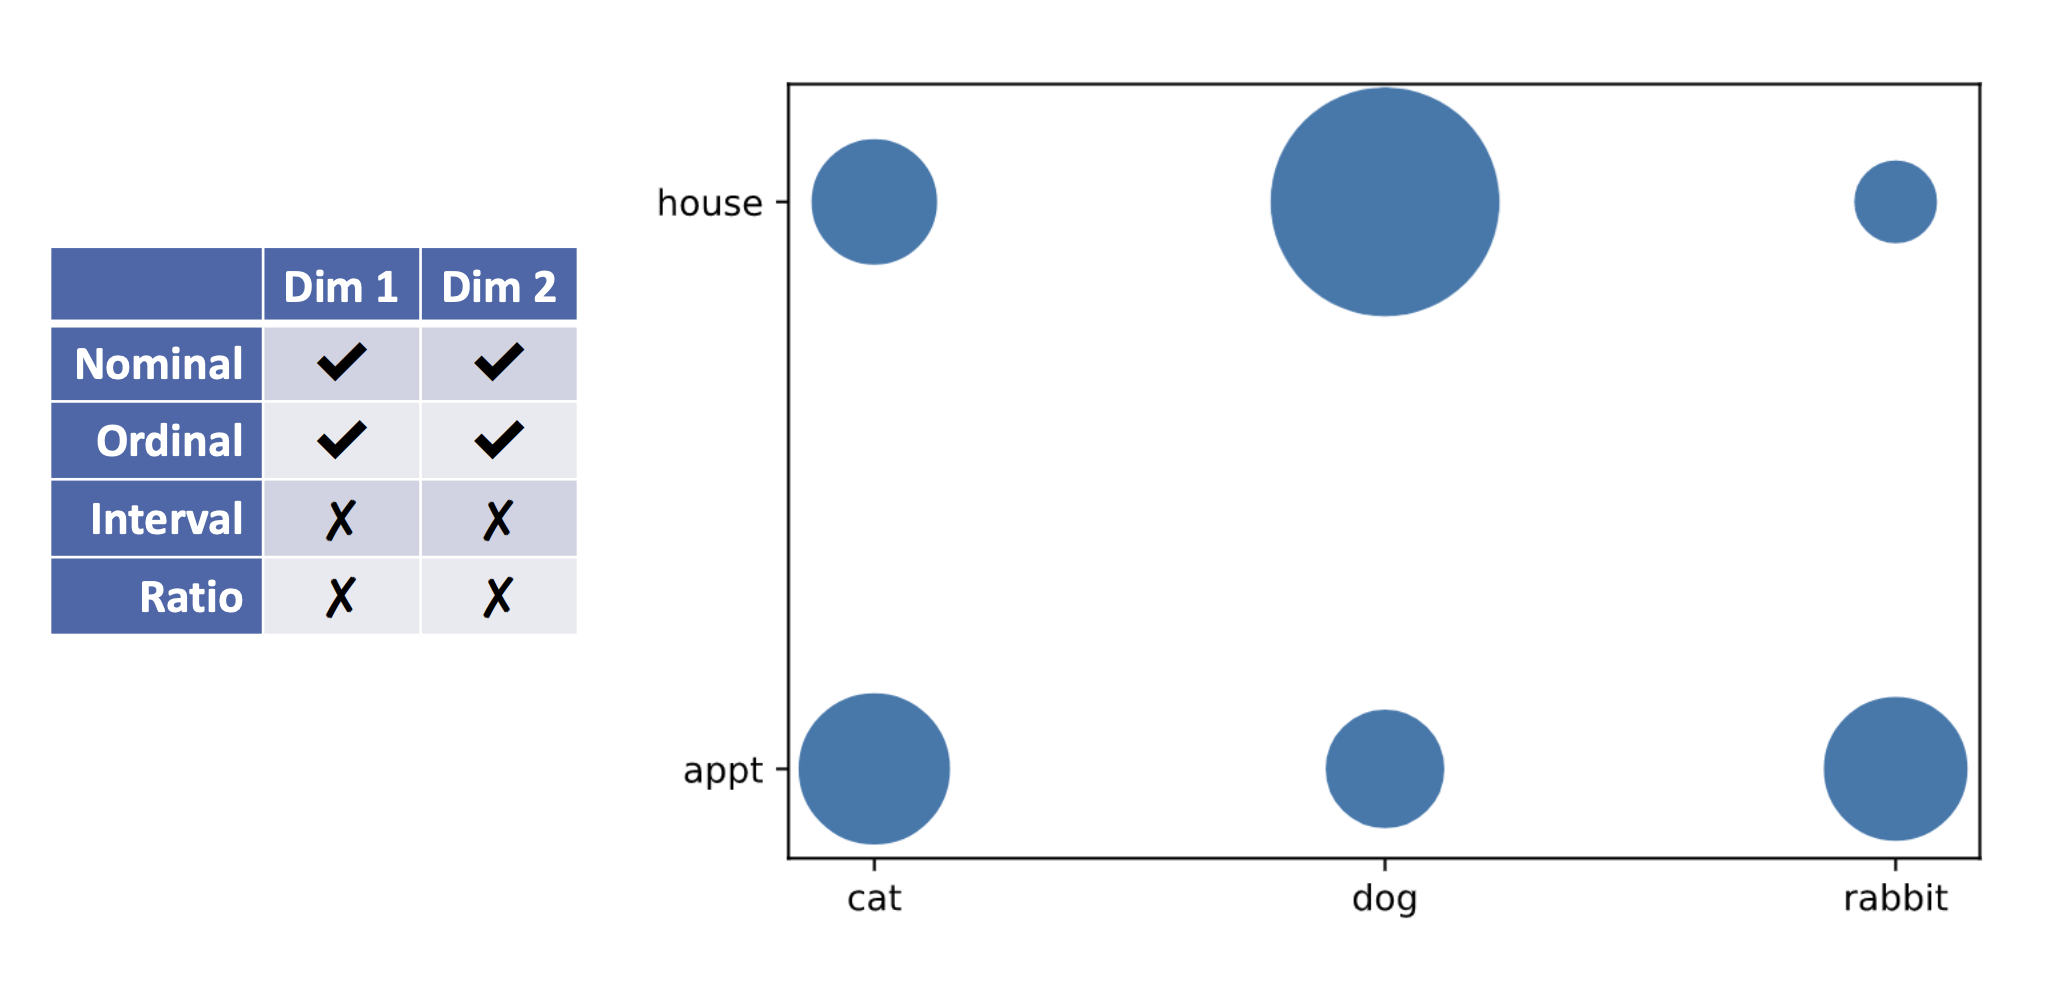 Dim 1 Dim 2
Nominal ✔ ✔
Ordinal ✔ ✔
Interval ✗ ✗
Ratio ✗ ✗
house
appt
cat dog rabbit